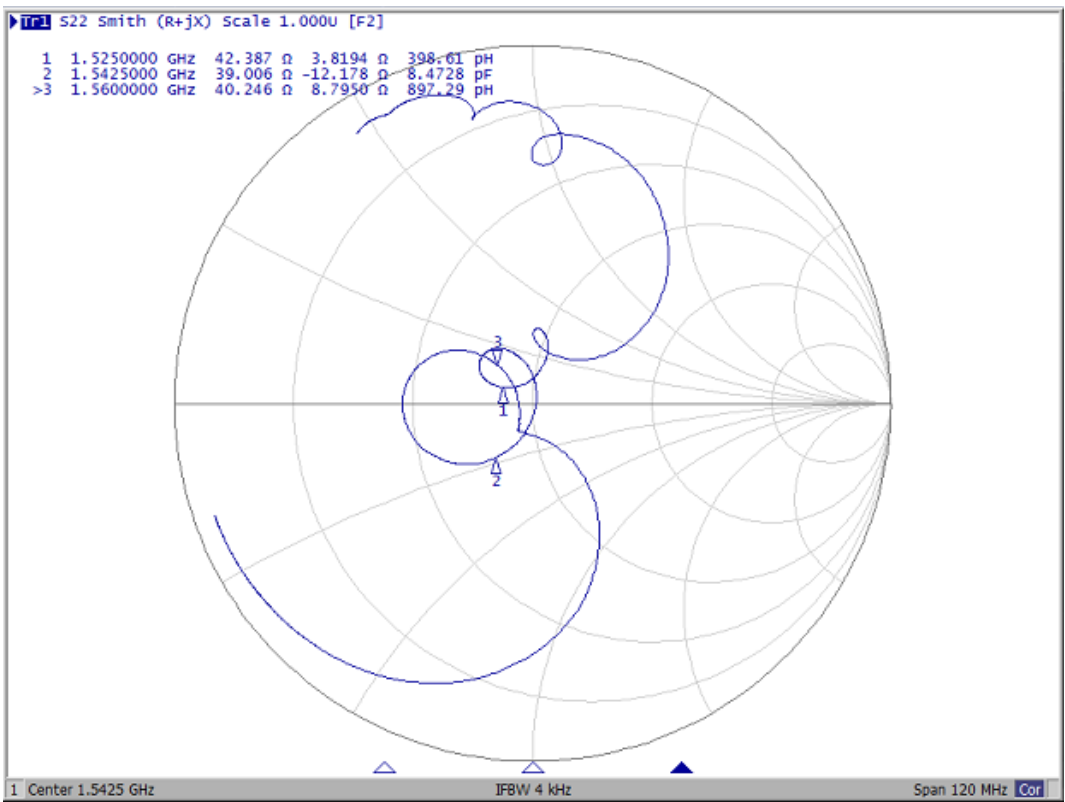 Tr1 S22 Smith (R+jX) Scale 1.000U [F2]
1 1.5250000 GHz 42.387 Ω 3.8194 Ω 398.61 pH
2 1.5425000 GHz 39.006 Ω -12.178 Ω 8.4728 pF
>3 1.5600000 GHz 40.246 Ω 8.7950 Ω 897.29 pH
3
1
2
1 Center 1.5425 GHz IFBW 4 kHz Span 120 MHz Cor